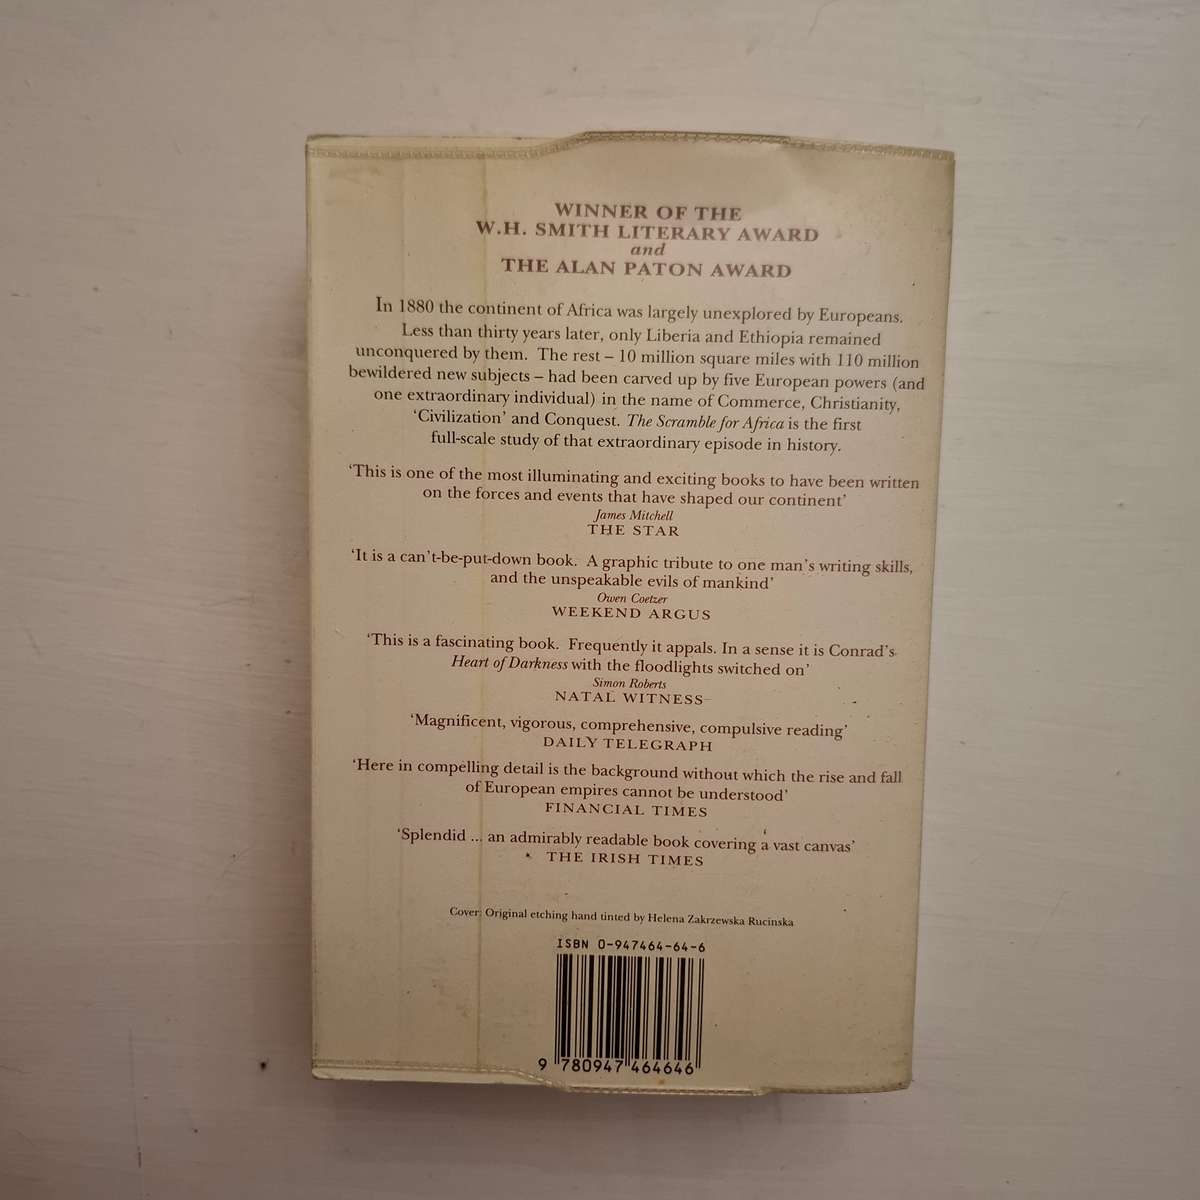 WINNER OF THE
W.H. SMITH LITERARY AWARD
and
THE ALAN PATON AWARD
In 1880 the continent of Africa was largely unexplored by Europeans.
Less than thirty years later, only Liberia and Ethiopia remained
unconquered by them. The rest – 10 million square miles with 110 million
bewildered new subjects – had been carved up by five European powers (and
one extraordinary individual) in the name of Commerce, Christianity,
‘Civilization’ and Conquest. The Scramble for Africa is the first
full-scale study of that extraordinary episode in history.
‘This is one of the most illuminating and exciting books to have been written
on the forces and events that have shaped our continent’
James Mitchell
THE STAR
‘It is a can’t-be-put-down book. A graphic tribute to one man’s writing skills,
and the unspeakable evils of mankind’
Owen Coetzer
WEEKEND ARGUS
‘This is a fascinating book. Frequently it appals. In a sense it is Conrad’s
Heart of Darkness with the floodlights switched on’
Simon Roberts
NATAL WITNESS
‘Magnificent, vigorous, comprehensive, compulsive reading’
DAILY TELEGRAPH
‘Here in compelling detail is the background without which the rise and fall
of European empires cannot be understood’
FINANCIAL TIMES
‘Splendid ... an admirably readable book covering a vast canvas’
THE IRISH TIMES
Cover: Original etching hand tinted by Helena Zakrzewska Rucinska
ISBN 0-947464-64-6
9 780947 464646